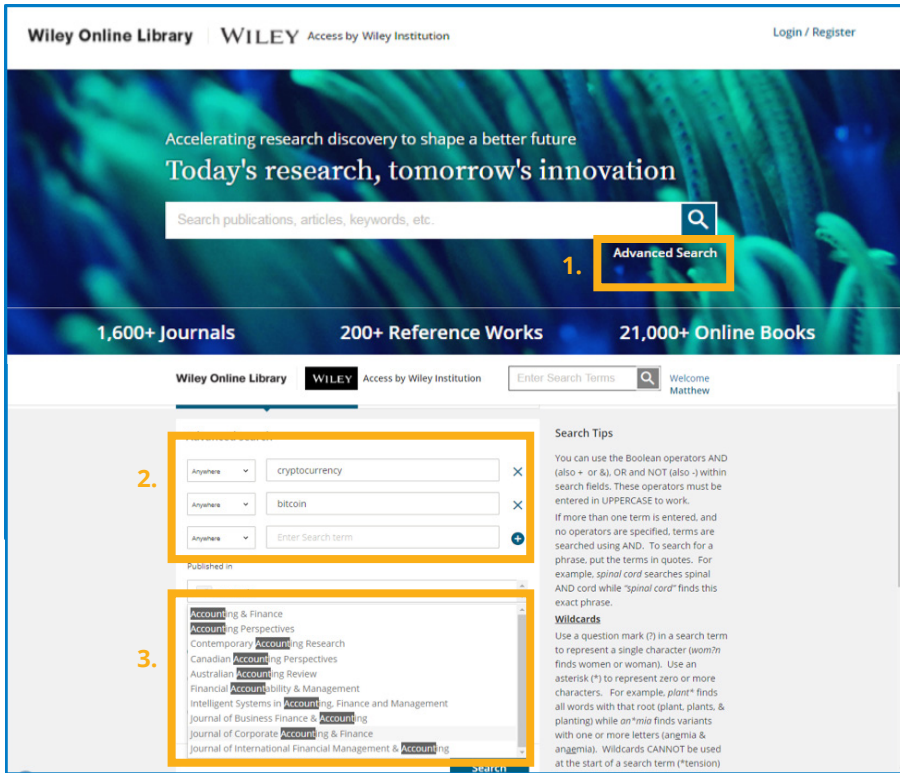 Wiley Online Library WILEY Access by Wiley Institution Login / Register
Accelerating research discovery to shape a better future
Today's research, tomorrow's innovation
Search publications, articles, keywords, etc.
1. Advanced Search
1,600+ Journals 200+ Reference Works 21,000+ Online Books
Wiley Online Library WILEY Access by Wiley Institution Enter Search Terms Welcome
Matthew
Advanced Search
2.
Anywhere cryptocurrency
Anywhere bitcoin
Anywhere Enter Search term
Published in
3.
Accounting & Finance
Accounting Perspectives
Contemporary Accounting Research
Canadian Accounting Perspectives
Australian Accounting Review
Financial Accountability & Management
Intelligent Systems in Accounting, Finance and Management
Journal of Business Finance & Accounting
Journal of Corporate Accounting & Finance
Journal of International Financial Management & Accounting
Search
Search Tips
You can use the Boolean operators AND
(also + or &), OR and NOT (also -) within
search fields. These operators must be
entered in UPPERCASE to work.
If more than one term is entered, and
no operators are specified, terms are
searched using AND. To search for a
phrase, put the terms in quotes. For
example, spinal cord searches spinal
AND cord while "spinal cord" finds this
exact phrase.
Wildcards
Use a question mark (?) in a search term
to represent a single character (wom?n
finds women or woman). Use an
asterisk (*) to represent zero or more
characters. For example, plant* finds
all words with that root (plant, plants, &
planting) while an*mia finds variants
with one or more letters (anemia &
anaemia). Wildcards CANNOT be used
at the start of a search term (*tension)